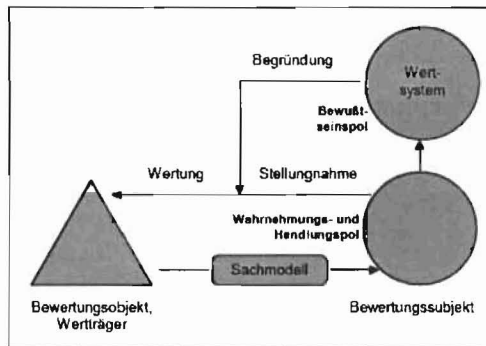 Begründung
Wert-
system
Bewußt-
seinspol
Wertung
Stellungnahme
Wahrnehmungs- und
Handlungspol
Sachmodell
Bewertungsobjekt,
Wertträger
Bewertungssubjekt